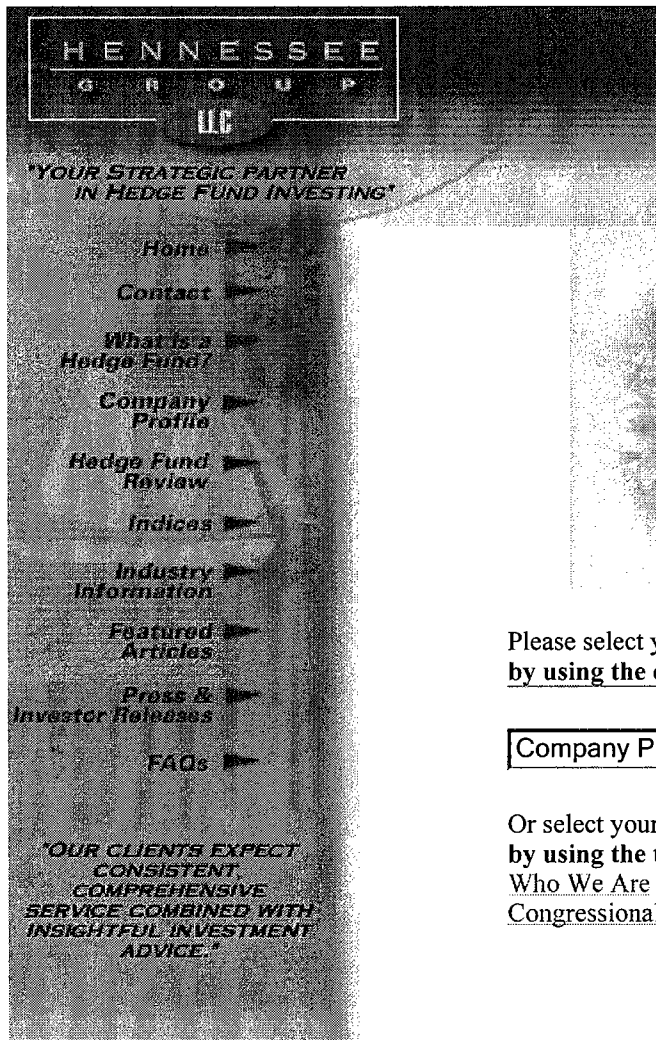 HENNESSEE
GROUP
LLC
"YOUR STRATEGIC PARTNER
IN HEDGE FUND INVESTING"
Home
Contact
What is a
Hedge Fund?
Company
Profile
Hedge Fund
Review
Indices
Industry
Information
Featured
Articles
Press &
Investor Releases
FAQs
"OUR CLIENTS EXPECT
CONSISTENT,
COMPREHENSIVE
SERVICE COMBINED WITH
INSIGHTFUL INVESTMENT
ADVICE."
Please select y
by using the
Company P
Or select your
by using the t
Who We Are
Congressional